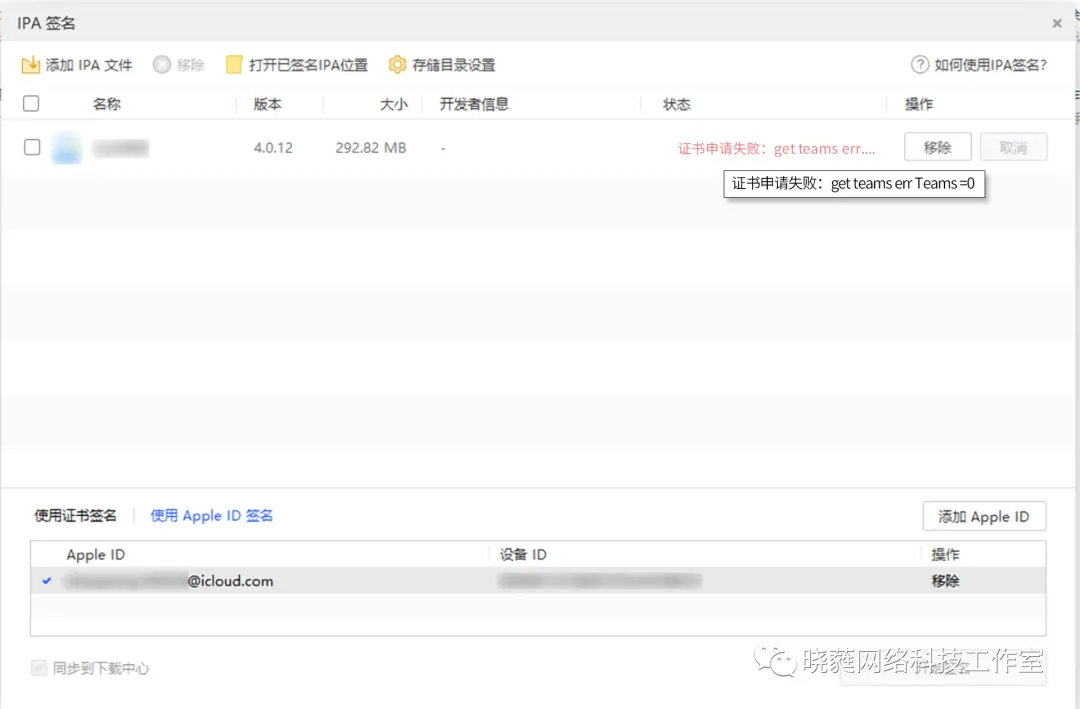 IPA 签名
添加 IPA 文件 移除 打开已签名IPA位置 存储目录设置 如何使用IPA签名?
名称 版本 大小 开发者信息 状态 操作
4.0.12 292.82 MB - 证书申请失败：get teams err.... 移除 取消
证书申请失败：get teams err Teams =0
使用证书签名 使用 Apple ID 签名 添加 Apple ID
Apple ID 设备 ID 操作
@icloud.com 移除
同步到下载中心
晓蕤网络科技工作室